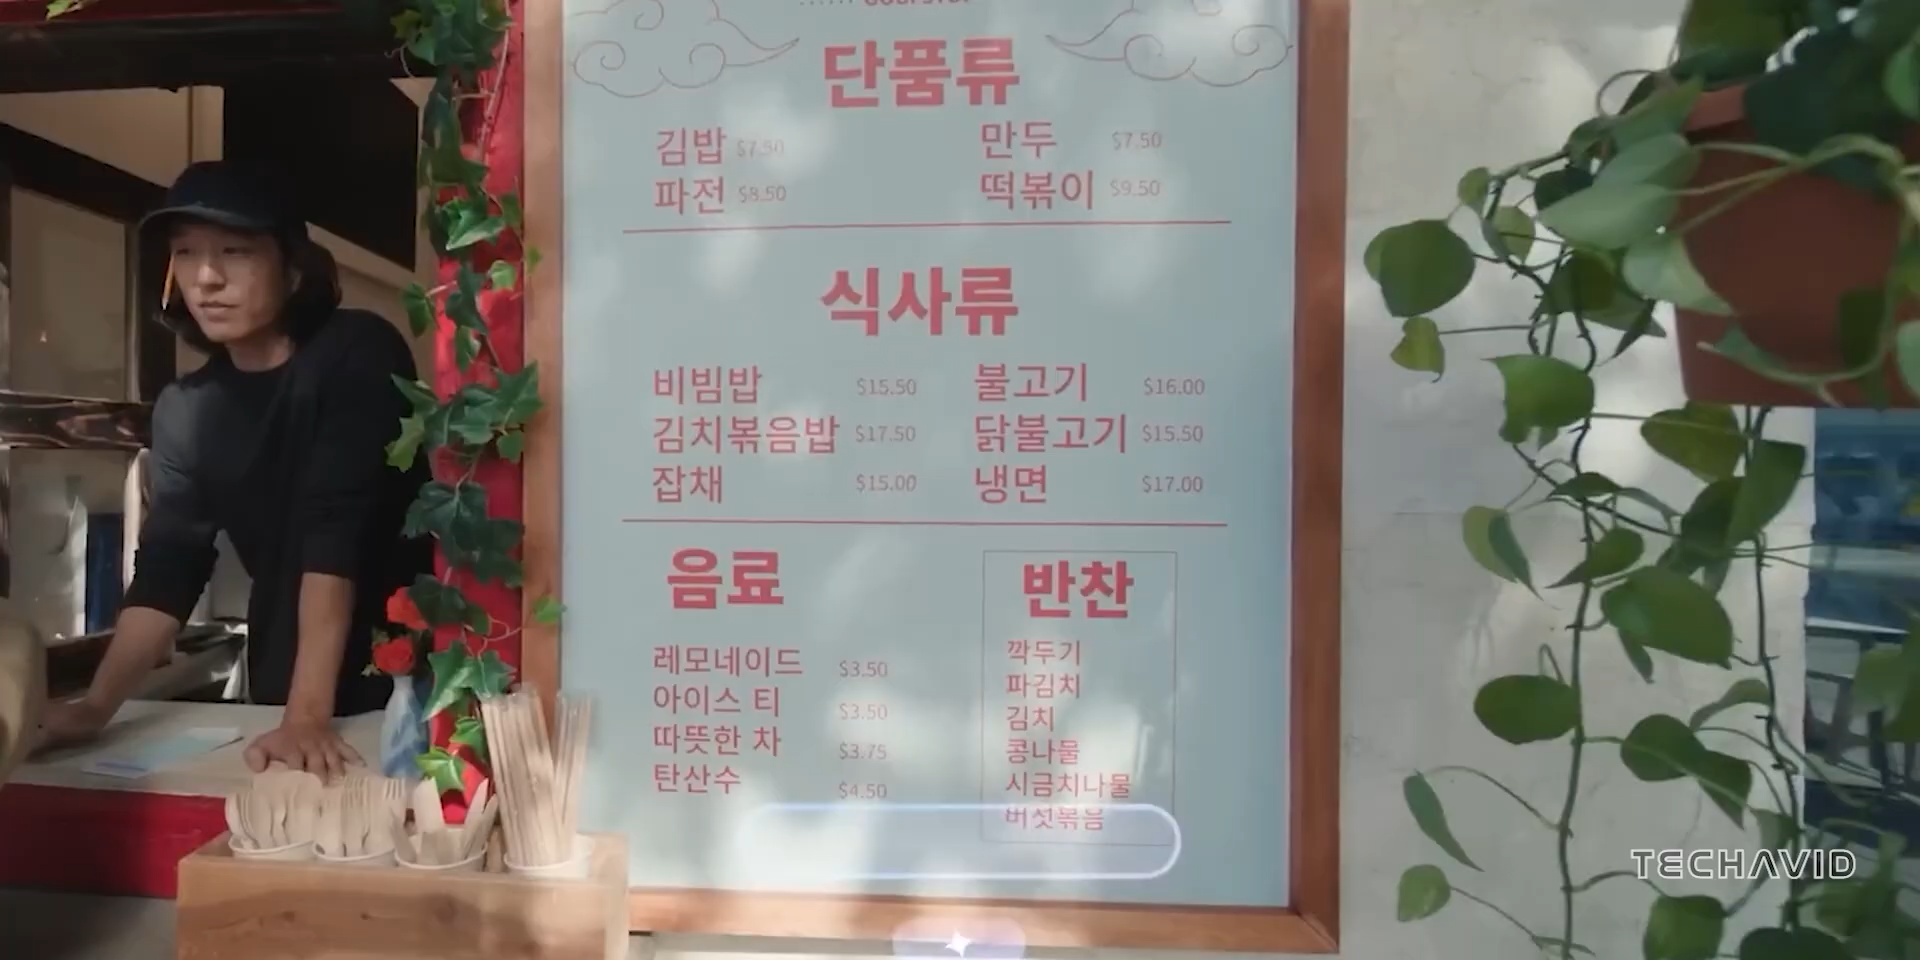 단품류
김밥 $7.50 만두 $7.50
파전 $8.50 떡볶이 $9.50
식사류
비빔밥 $15.50 불고기 $16.00
김치볶음밥 $17.50 닭불고기 $15.50
잡채 $15.00 냉면 $17.00
음료
레모네이드 $3.50
아이스 티 $3.50
따뜻한 차 $3.75
탄산수 $4.50
반찬
깍두기
파김치
김치
콩나물
시금치나물
버섯볶음
TECHAVID